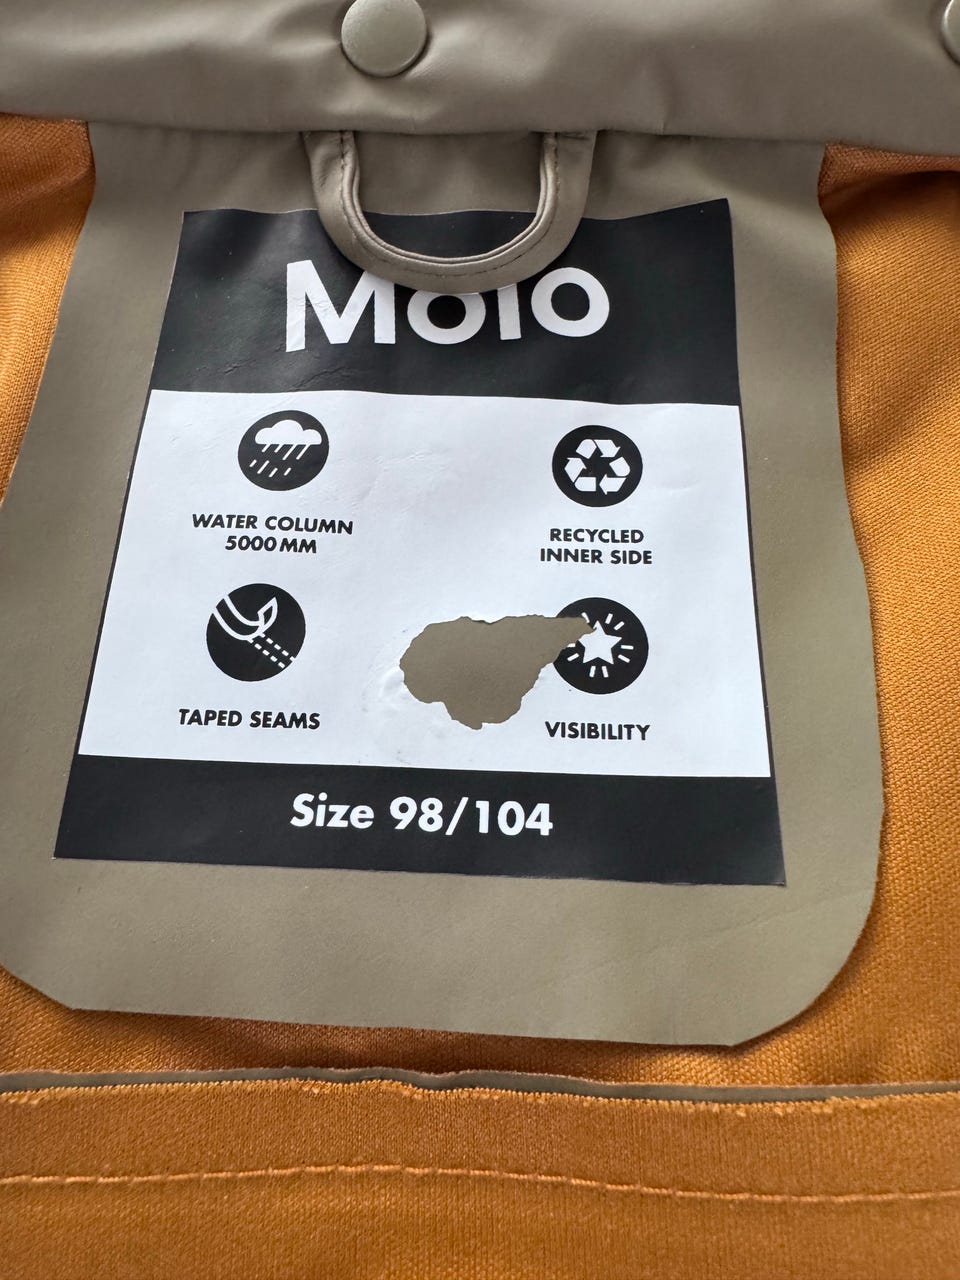 Molo
WATER COLUMN
5000 MM
RECYCLED
INNER SIDE
TAPED SEAMS
VISIBILITY
Size 98/104